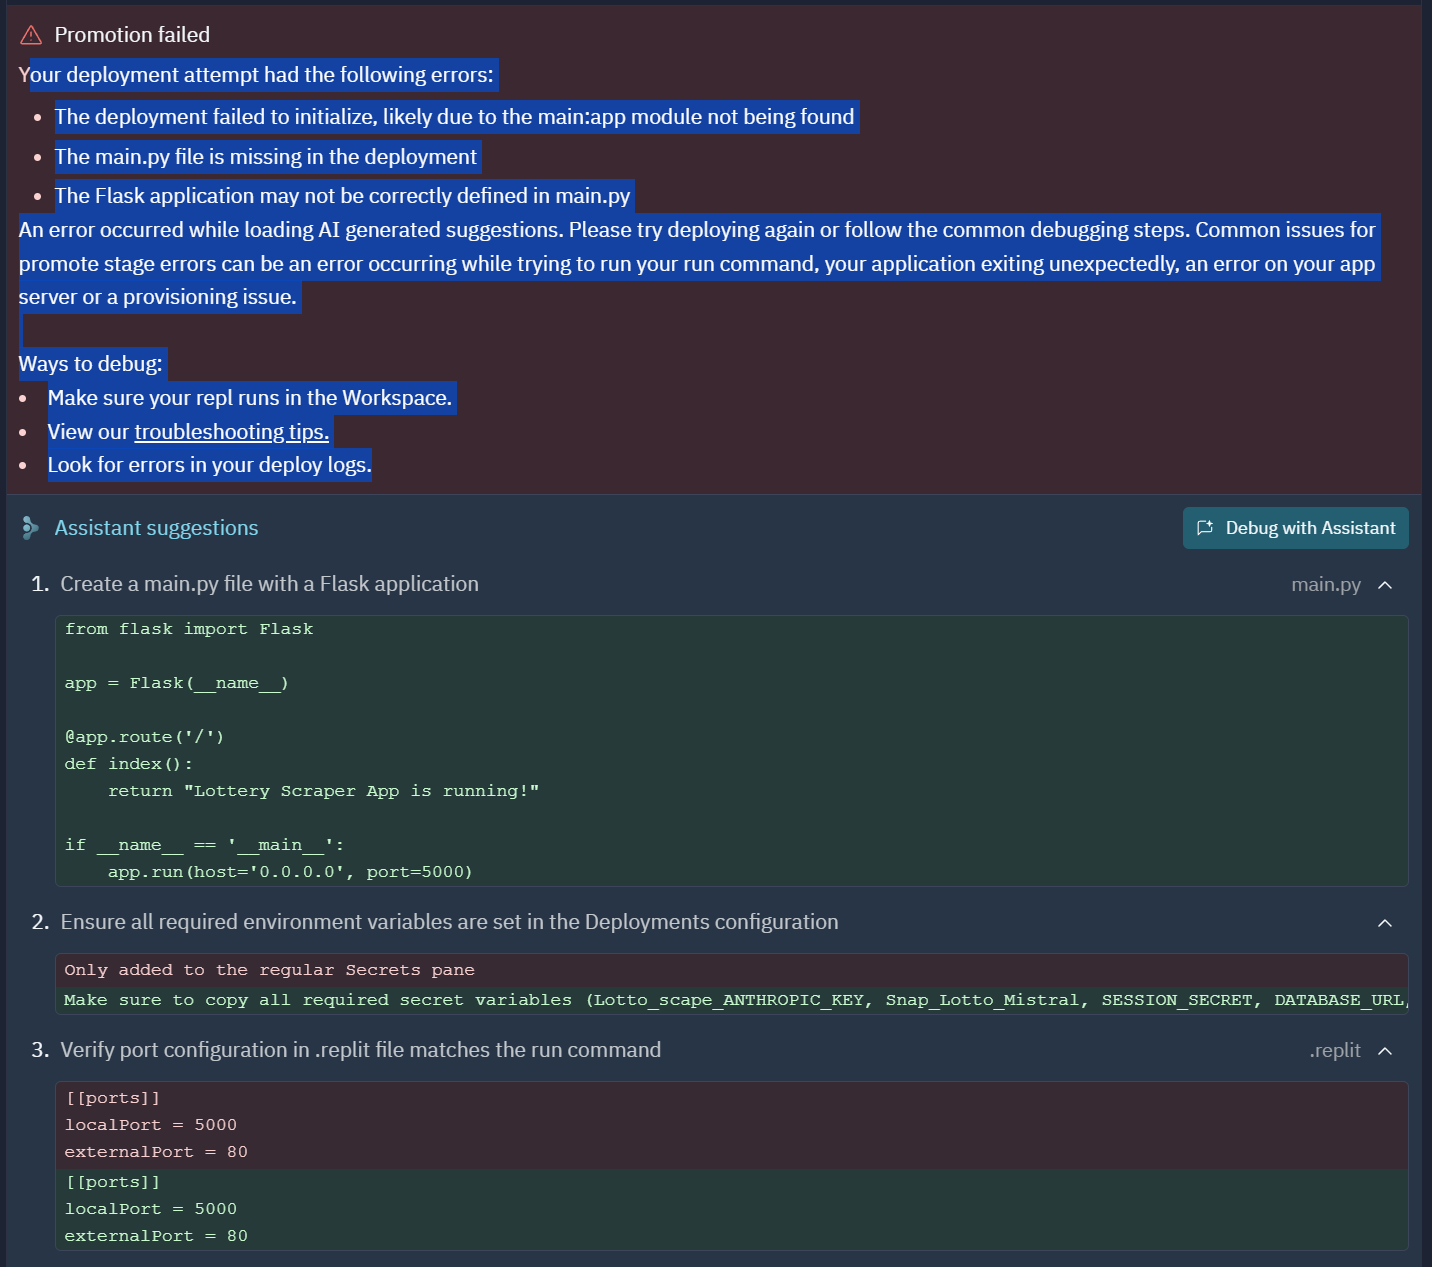 Promotion failed
Your deployment attempt had the following errors:
• The deployment failed to initialize, likely due to the main:app module not being found
• The main.py file is missing in the deployment
• The Flask application may not be correctly defined in main.py
An error occurred while loading AI generated suggestions. Please try deploying again or follow the common debugging steps. Common issues for
promote stage errors can be an error occurring while trying to run your run command, your application exiting unexpectedly, an error on your app
server or a provisioning issue.
Ways to debug:
• Make sure your repl runs in the Workspace.
• View our troubleshooting tips.
• Look for errors in your deploy logs.
Assistant suggestions
Debug with Assistant
1. Create a main.py file with a Flask application
main.py
from flask import Flask
app = Flask(__name__)
@app.route('/')
def index():
    return "Lottery Scraper App is running!"
if __name__ == '__main__':
    app.run(host='0.0.0.0', port=5000)
2. Ensure all required environment variables are set in the Deployments configuration
Only added to the regular Secrets pane
Make sure to copy all required secret variables (Lotto_scape_ANTHROPIC_KEY, Snap_Lotto_Mistral, SESSION_SECRET, DATABASE_URL,
3. Verify port configuration in .replit file matches the run command
.replit
[[ports]]
localPort = 5000
externalPort = 80
[[ports]]
localPort = 5000
externalPort = 80